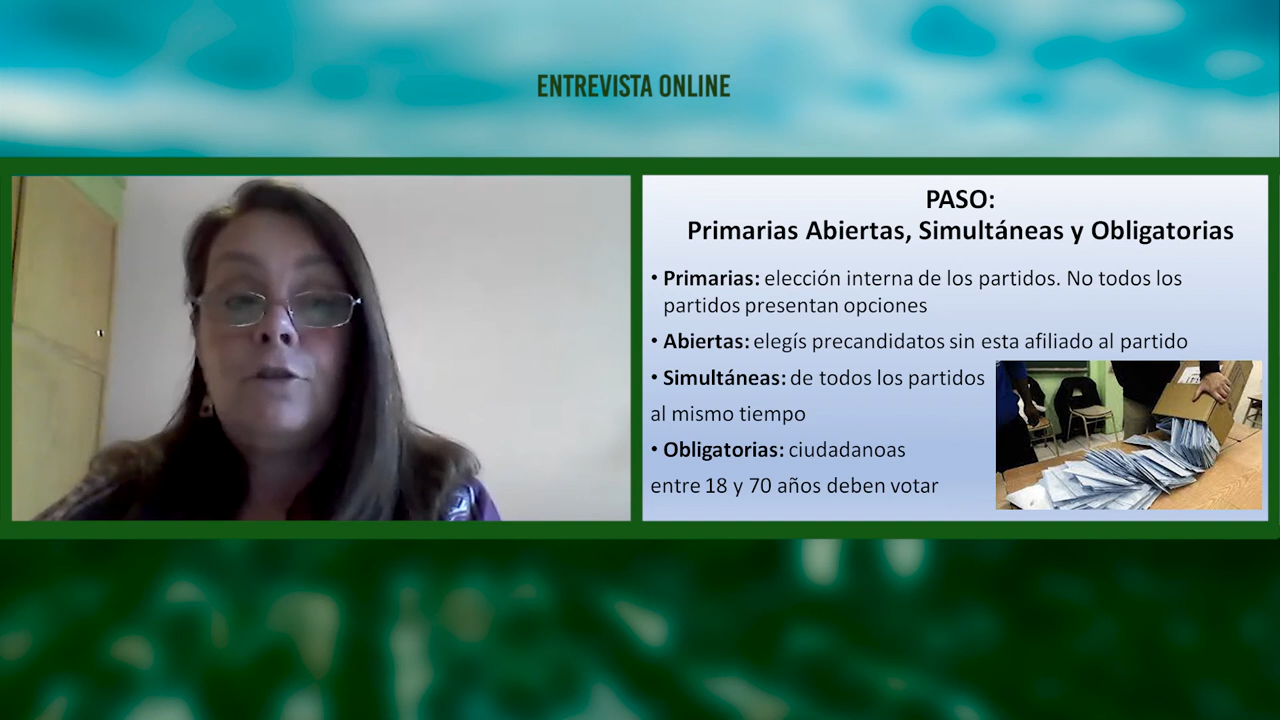 ENTREVISTA ONLINE
PASO:
Primarias Abiertas, Simultáneas y Obligatorias
• Primarias: elección interna de los partidos. No todos los
partidos presentan opciones
• Abiertas: elegís precandidatos sin esta afiliado al partido
• Simultáneas: de todos los partidos
al mismo tiempo
• Obligatorias: ciudadanoas
entre 18 y 70 años deben votar